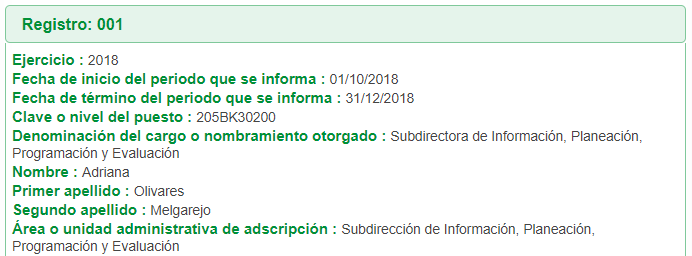 Registro: 001
Ejercicio : 2018
Fecha de inicio del periodo que se informa : 01/10/2018
Fecha de término del periodo que se informa : 31/12/2018
Clave o nivel del puesto : 205BK30200
Denominación del cargo o nombramiento otorgado : Subdirectora de Información, Planeación,
Programación y Evaluación
Nombre : Adriana
Primer apellido : Olivares
Segundo apellido : Melgarejo
Área o unidad administrativa de adscripción : Subdirección de Información, Planeación,
Programación y Evaluación